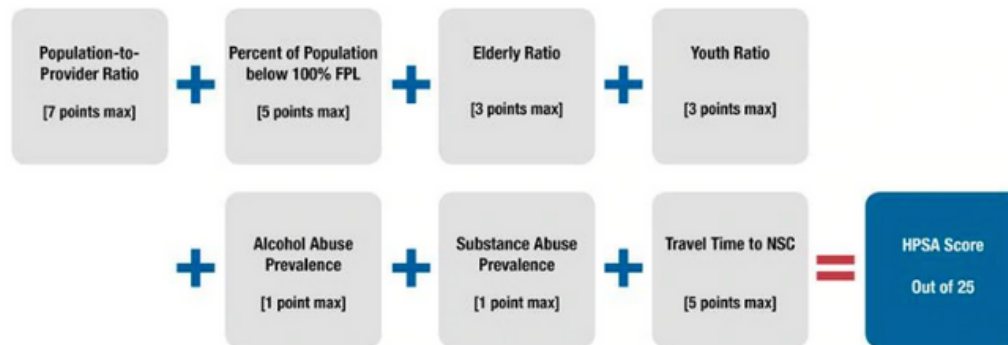 Population-to-
Provider Ratio
[7 points max]
Percent of Population
below 100% FPL
[5 points max]
Elderly Ratio
[3 points max]
Youth Ratio
[3 points max]
Alcohol Abuse
Prevalence
[1 point max]
Substance Abuse
Prevalence
[1 point max]
Travel Time to NSC
[5 points max]
HPSA Score
Out of 25